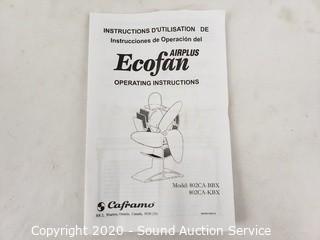 INSTRUCTIONS D'UTILISATION DE
Instrucciones de Operación del
AIRPLUS
Ecofan
OPERATING INSTRUCTIONS
Model: 802CA-BBX
802CA-KBX
Caframo
Copyright © 2020 - Sound Auction Service